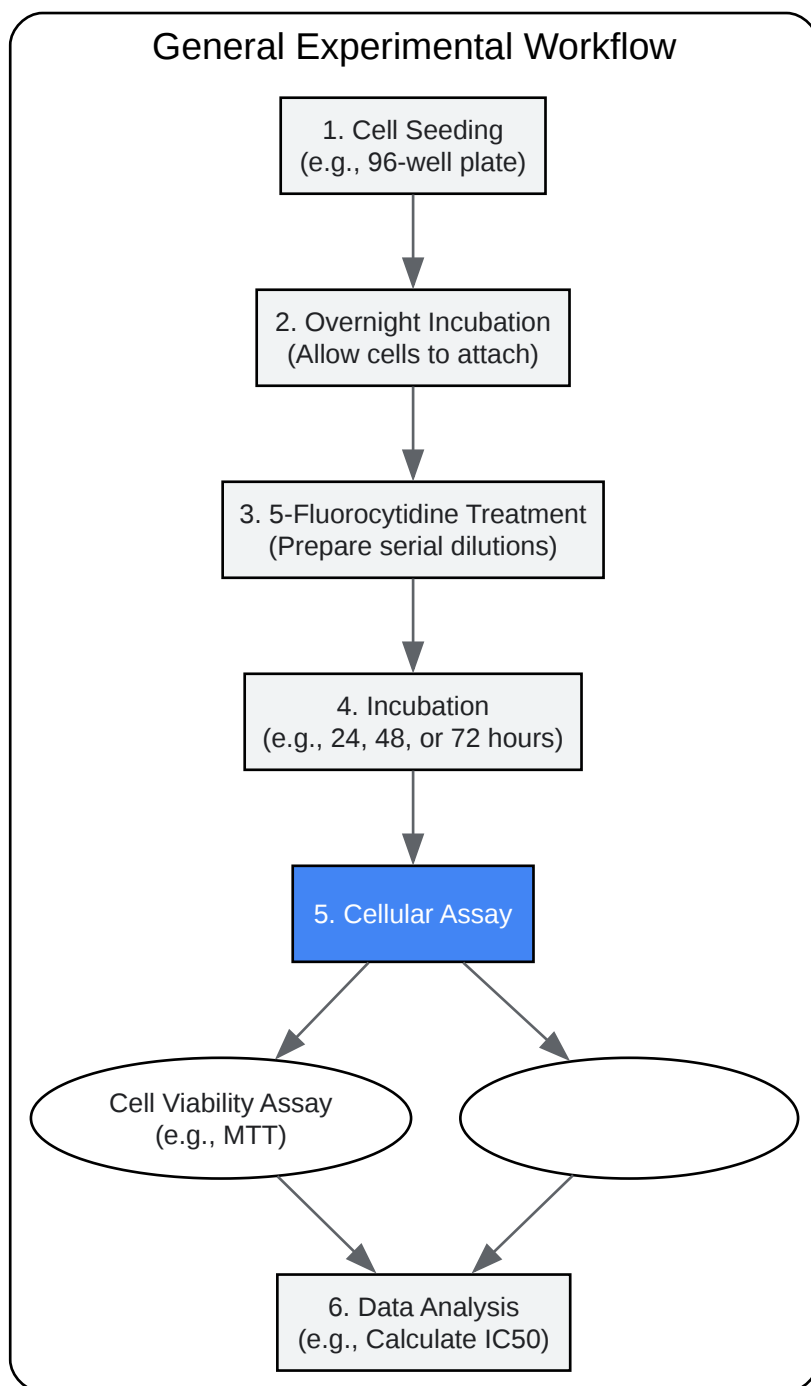 General Experimental Workflow
1. Cell Seeding
(e.g., 96-well plate)
2. Overnight Incubation
(Allow cells to attach)
3. 5-Fluorocytidine Treatment
(Prepare serial dilutions)
4. Incubation
(e.g., 24, 48, or 72 hours)
5. Cellular Assay
Cell Viability Assay
(e.g., MTT)
6. Data Analysis
(e.g., Calculate IC50)